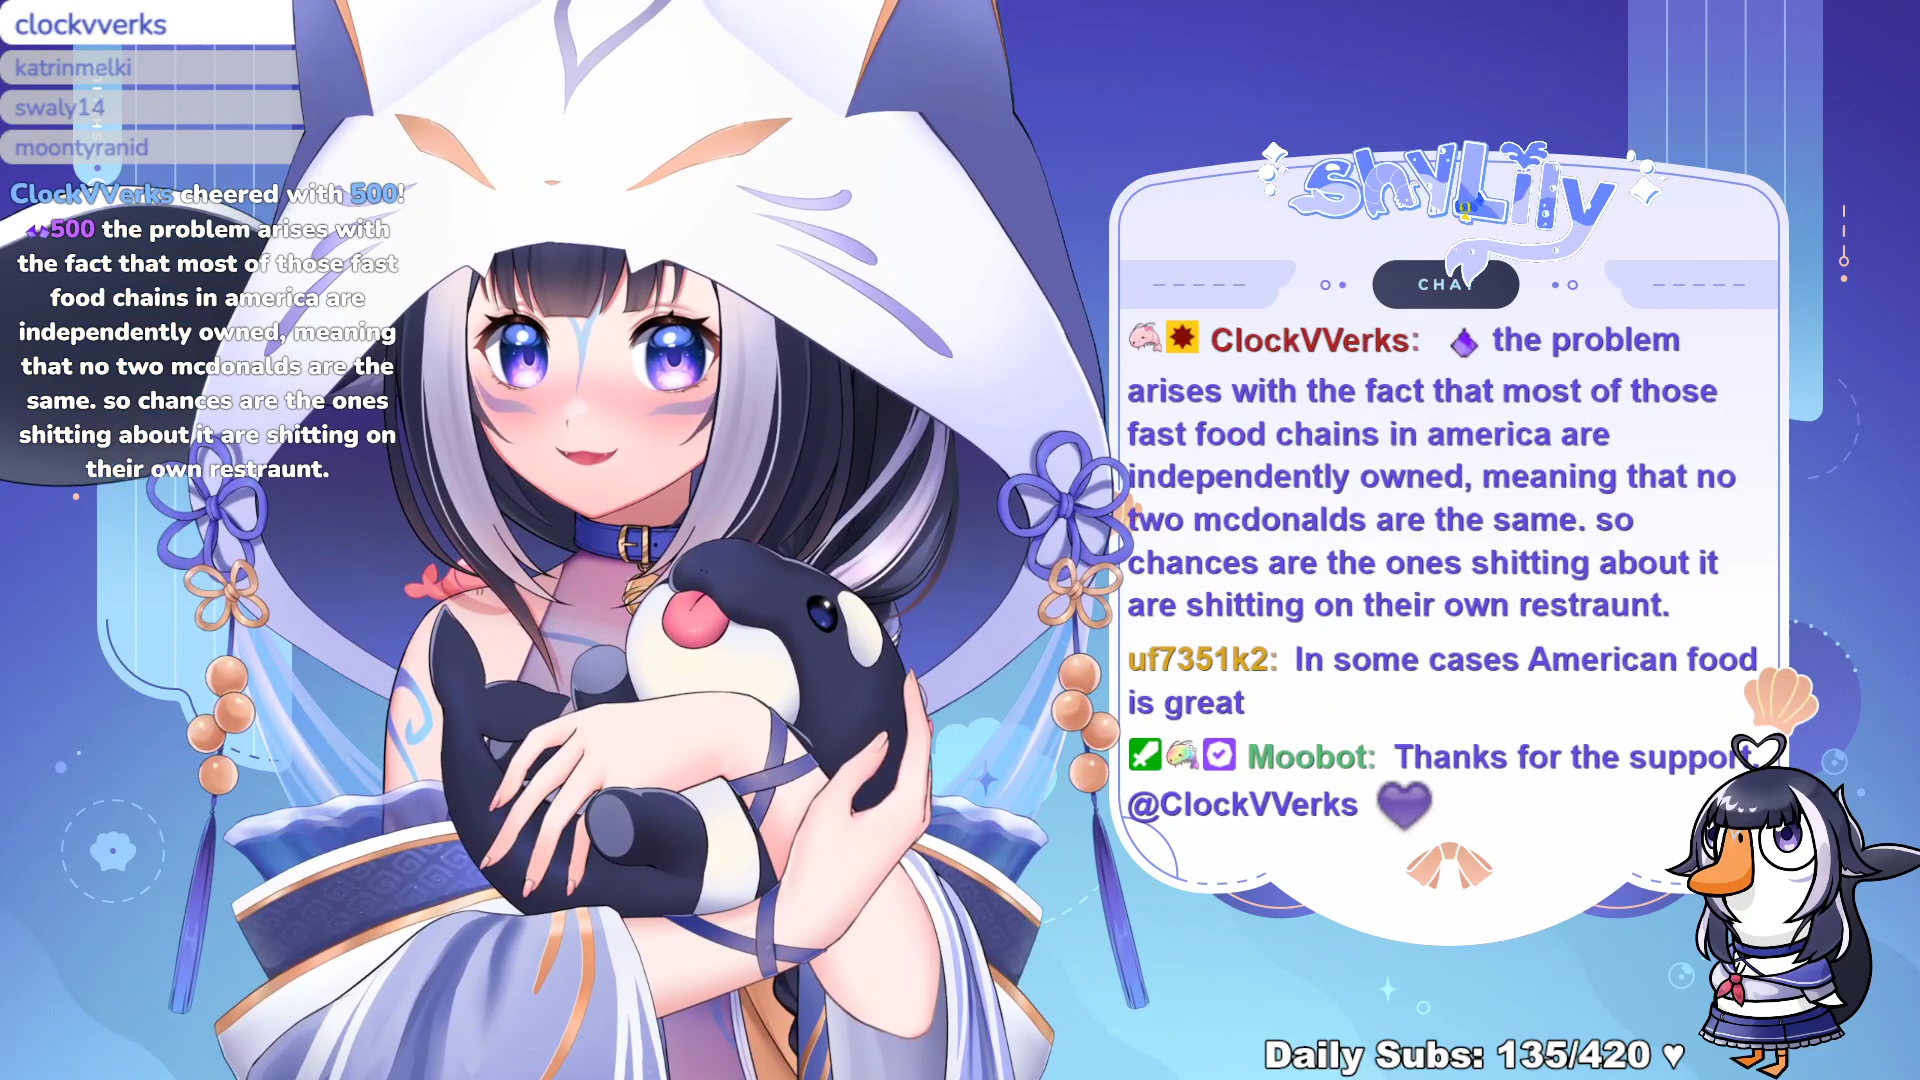 clockvverks
katrinmelki
swaly14
moontyranid
ClockVVerks cheered with 500!
500 the problem arises with
the fact that most of those fast
food chains in america are
independently owned, meaning
that no two mcdonalds are the
same. so chances are the ones
shitting about it are shitting on
their own restraunt.
shyLily
CHAT
ClockVVerks: the problem
arises with the fact that most of those
fast food chains in america are
independently owned, meaning that no
two mcdonalds are the same. so
chances are the ones shitting about it
are shitting on their own restraunt.
uf7351k2: In some cases American food
is great
Moobot: Thanks for the support,
@ClockVVerks
Daily Subs: 135/420 ♥